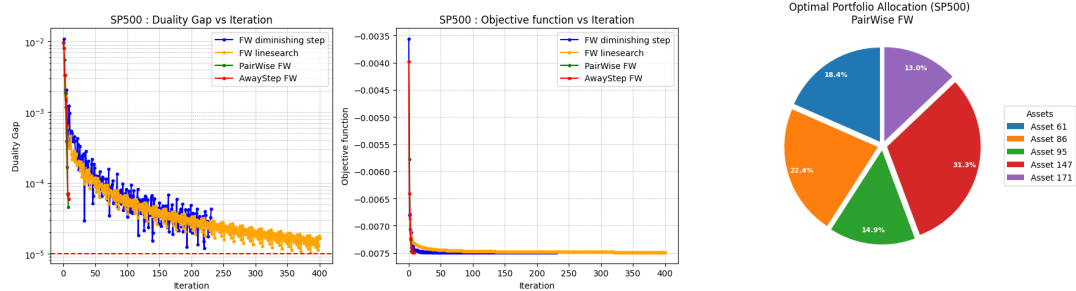 SP500 : Duality Gap vs Iteration
10⁻²
10⁻³
10⁻⁴
10⁻⁵
Duality Gap
0
50
100
150
200
250
300
350
400
Iteration
FW diminishing step
FW linesearch
PairWise FW
AwayStep FW
SP500 : Objective function vs Iteration
−0.0035
−0.0040
−0.0045
−0.0050
−0.0055
−0.0060
−0.0065
−0.0070
−0.0075
Objective function
0
50
100
150
200
250
300
350
400
Iteration
FW diminishing step
FW linesearch
PairWise FW
AwayStep FW
Optimal Portfolio Allocation (SP500)
PairWise FW
18.4%
13.0%
22.4%
31.3%
14.9%
Assets
Asset 61
Asset 86
Asset 95
Asset 147
Asset 171